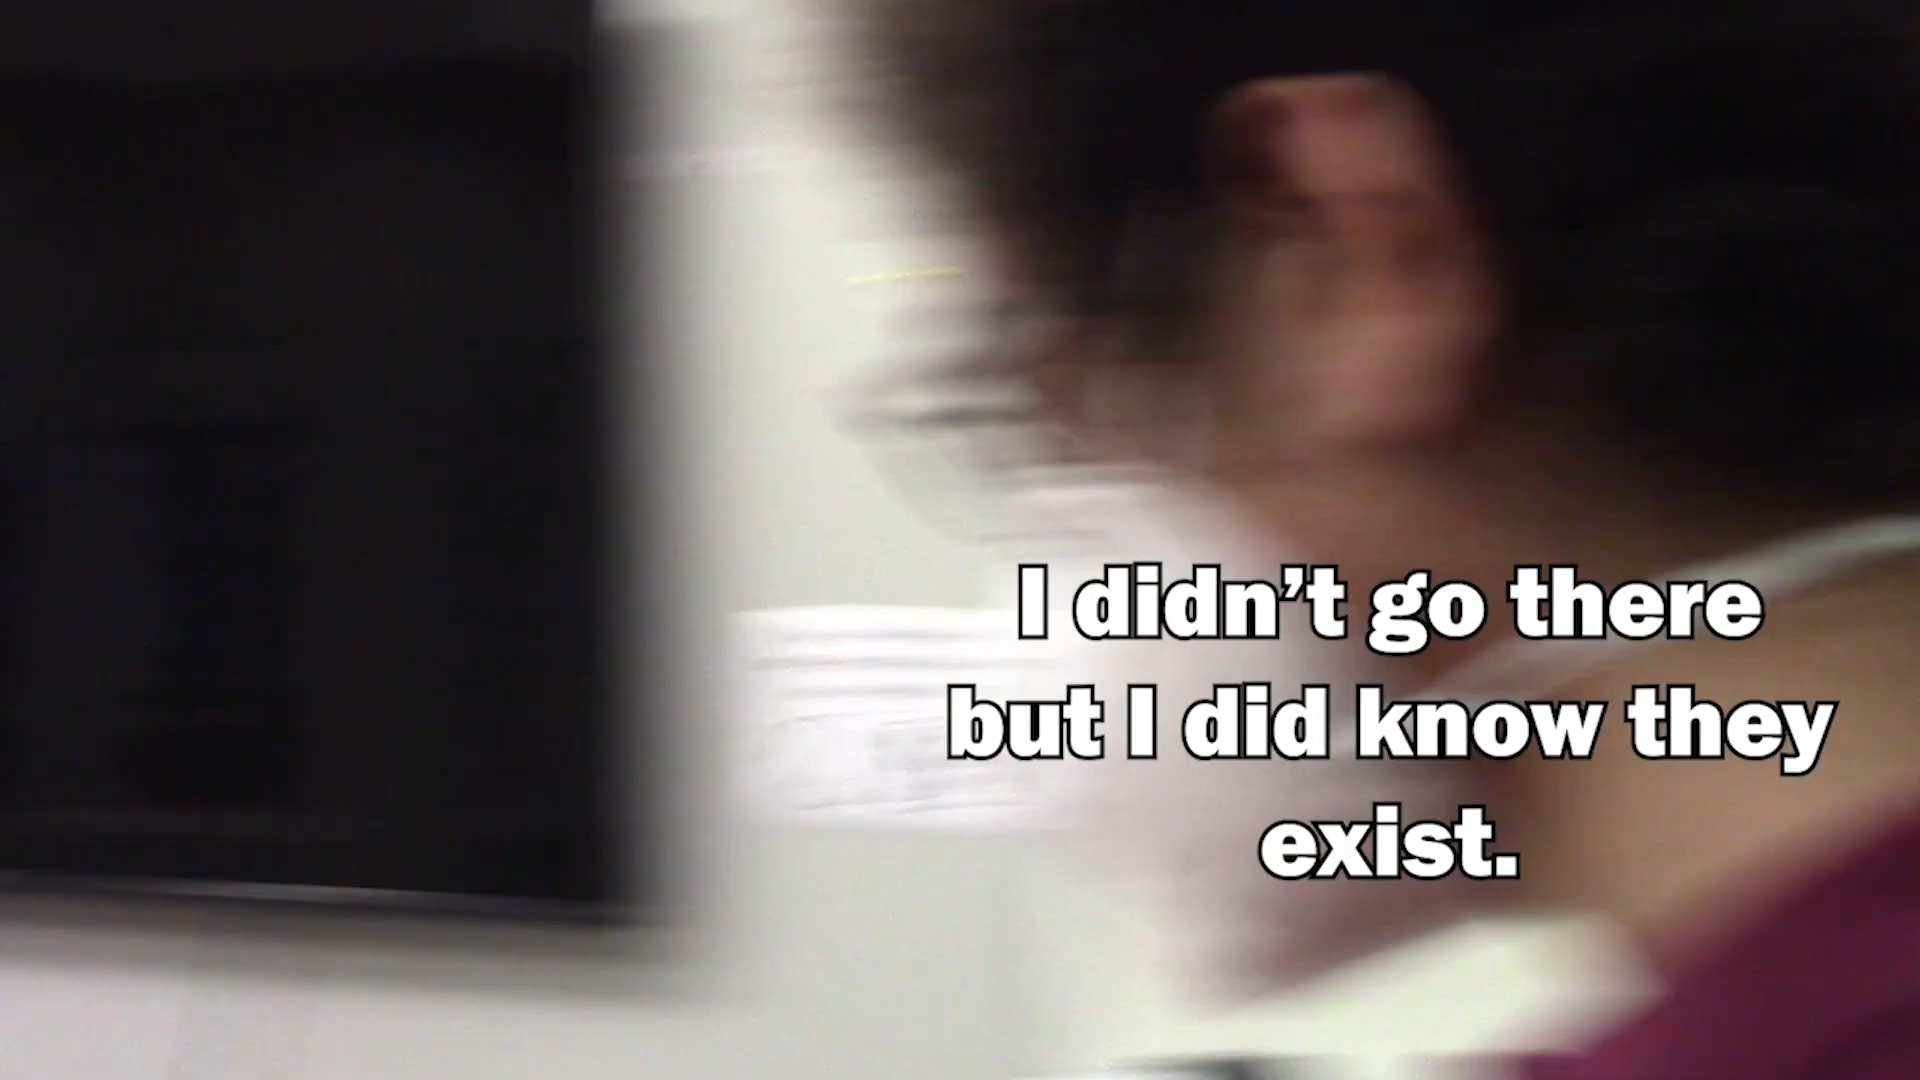 I didn’t go there
but I did know they
exist.